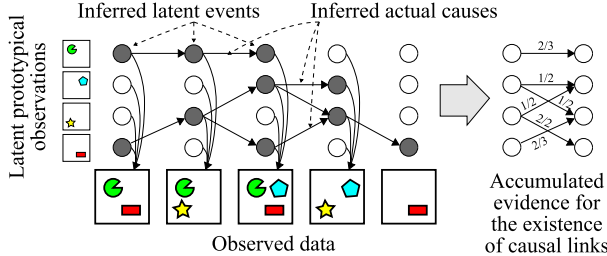 Inferred latent events
Inferred actual causes
Latent prototypical
observations
2/3
1/2
1/2
1/2
2/2
2/3
Observed data
Accumulated
evidence for
the existence
of causal links